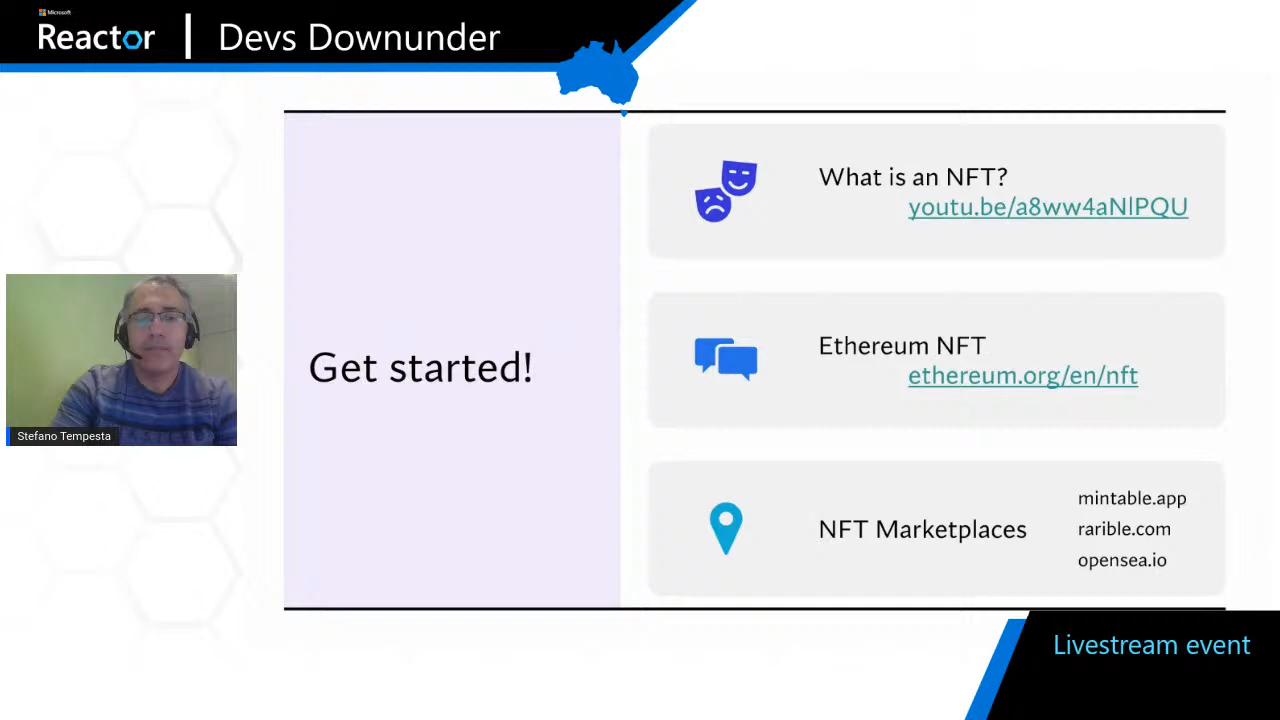 Microsoft
Reactor
Devs Downunder
Get started!
What is an NFT?
youtu.be/a8ww4aNlPQU
Ethereum NFT
ethereum.org/en/nft
NFT Marketplaces
mintable.app
rarible.com
opensea.io
Stefano Tempesta
Livestream event